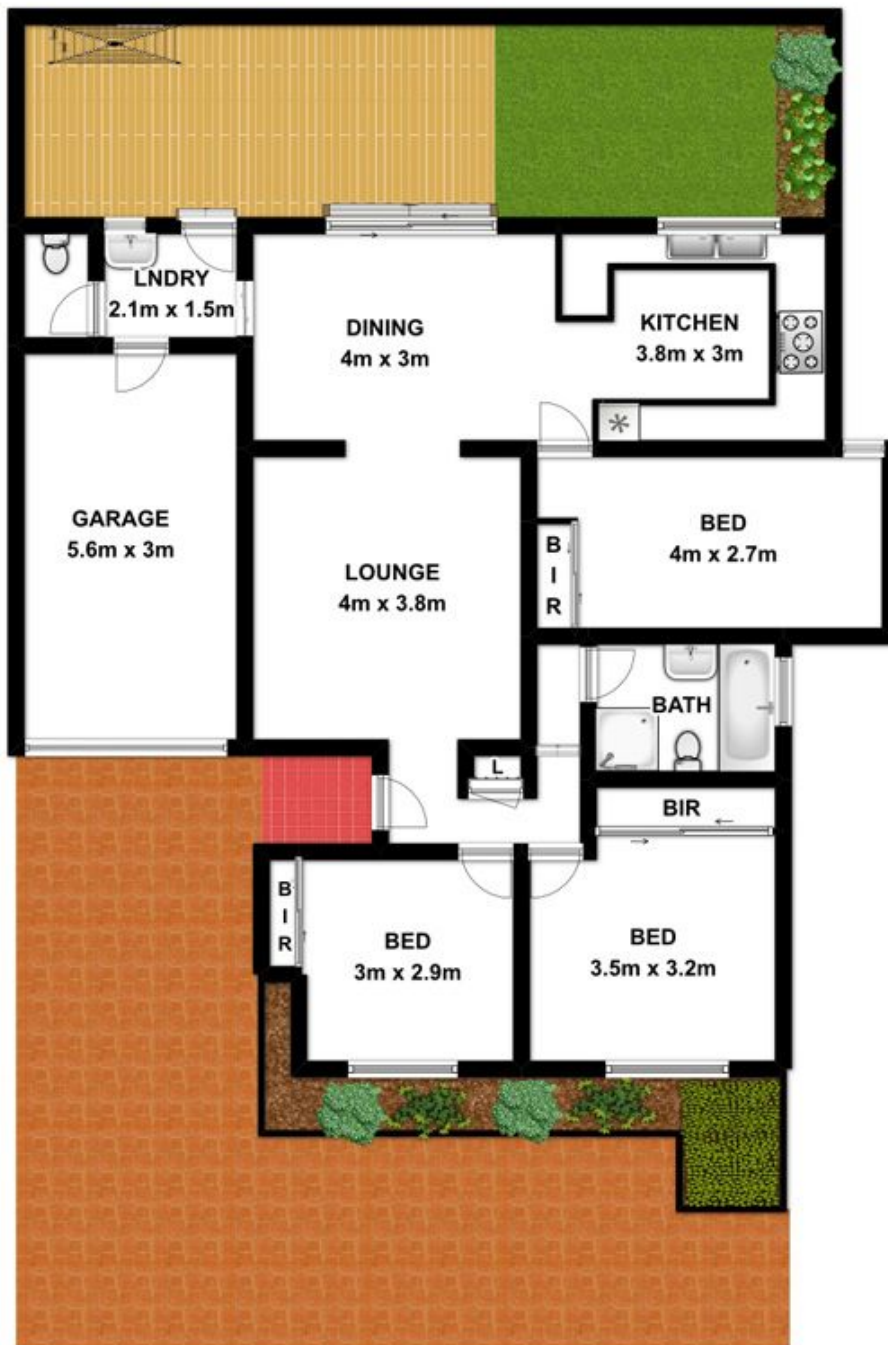 LNDRY
2.1m x 1.5m
DINING
4m x 3m
KITCHEN
3.8m x 3m
GARAGE
5.6m x 3m
LOUNGE
4m x 3.8m
BED
4m x 2.7m
B
I
R
BATH
L
BIR
B
I
R
BED
3m x 2.9m
BED
3.5m x 3.2m